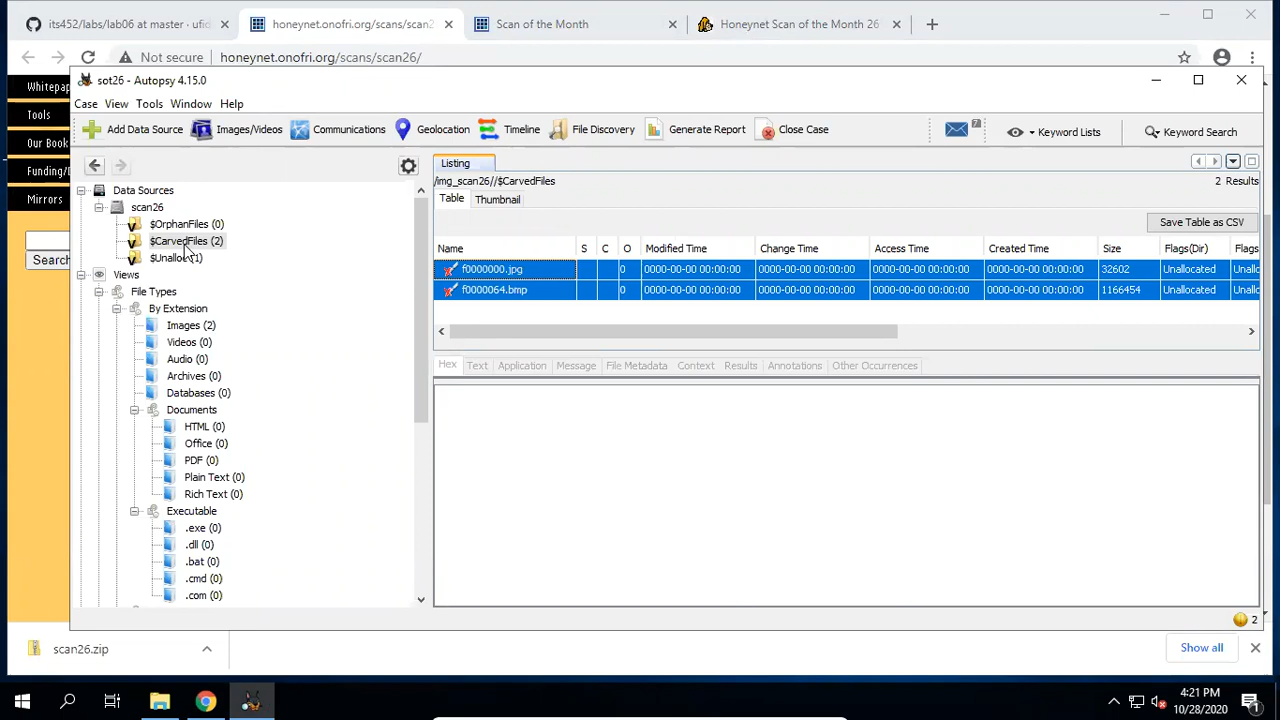 its452/labs/lab06 at master · ufid
honeynet.onofri.org/scans/scan2
Scan of the Month
Honeynet Scan of the Month 26
Not secure
honeynet.onofri.org/scans/scan26/
Whitepap
Tools
Our Book
Funding/
Mirrors
Search
sot26 - Autopsy 4.15.0
Case View Tools Window Help
Add Data Source Images/Videos Communications Geolocation Timeline File Discovery Generate Report Close Case 7 Keyword Lists Keyword Search
Data Sources
scan26
$OrphanFiles (0)
$CarvedFiles (2)
$Unalloc (1)
Views
File Types
By Extension
Images (2)
Videos (0)
Audio (0)
Archives (0)
Databases (0)
Documents
HTML (0)
Office (0)
PDF (0)
Plain Text (0)
Rich Text (0)
Executable
.exe (0)
.dll (0)
.bat (0)
.cmd (0)
.com (0)
Listing
/img_scan26//$CarvedFiles
2 Results
Table Thumbnail
Save Table as CSV
Name S C O Modified Time Change Time Access Time Created Time Size Flags(Dir) Flags
f0000000.jpg 0 0000-00-00 00:00:00 0000-00-00 00:00:00 0000-00-00 00:00:00 0000-00-00 00:00:00 32602 Unallocated Unallo
f0000064.bmp 0 0000-00-00 00:00:00 0000-00-00 00:00:00 0000-00-00 00:00:00 0000-00-00 00:00:00 1166454 Unallocated Unallo
Hex Text Application Message File Metadata Context Results Annotations Other Occurrences
2
scan26.zip
Show all
4:21 PM
10/28/2020
1